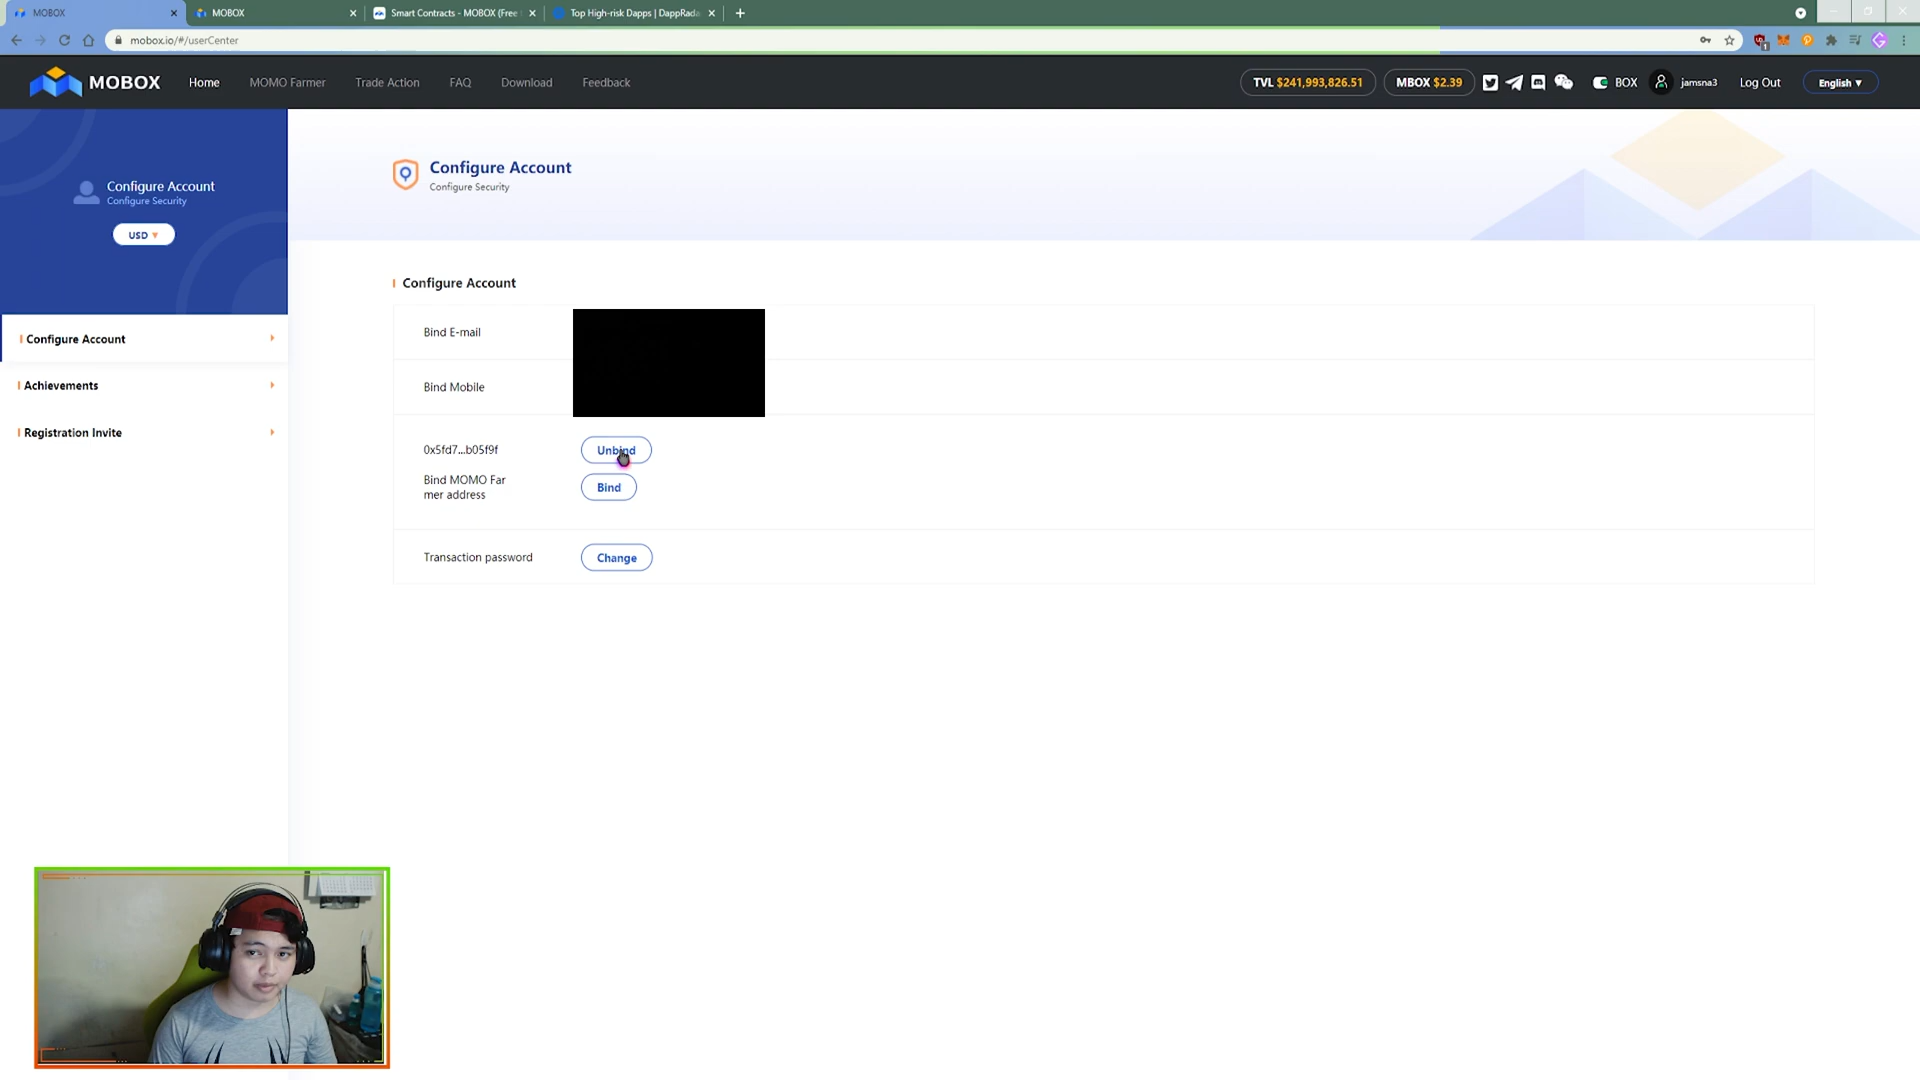 MOBOX
MOBOX
Smart Contracts - MOBOX (Free
Top High-risk Dapps | DappRada
mobox.io/#/userCenter
1
MOBOX
Home
MOMO Farmer
Trade Action
FAQ
Download
Feedback
TVL $241,993,826.51
MBOX $2.39
BOX
jamsna3
Log Out
English ▼
Configure Account
Configure Security
USD ▼
Configure Account
Achievements
Registration Invite
Configure Account
Configure Security
Configure Account
Bind E-mail
Bind Mobile
0x5fd7...b05f9f
Unbind
Bind MOMO Far
mer address
Bind
Transaction password
Change